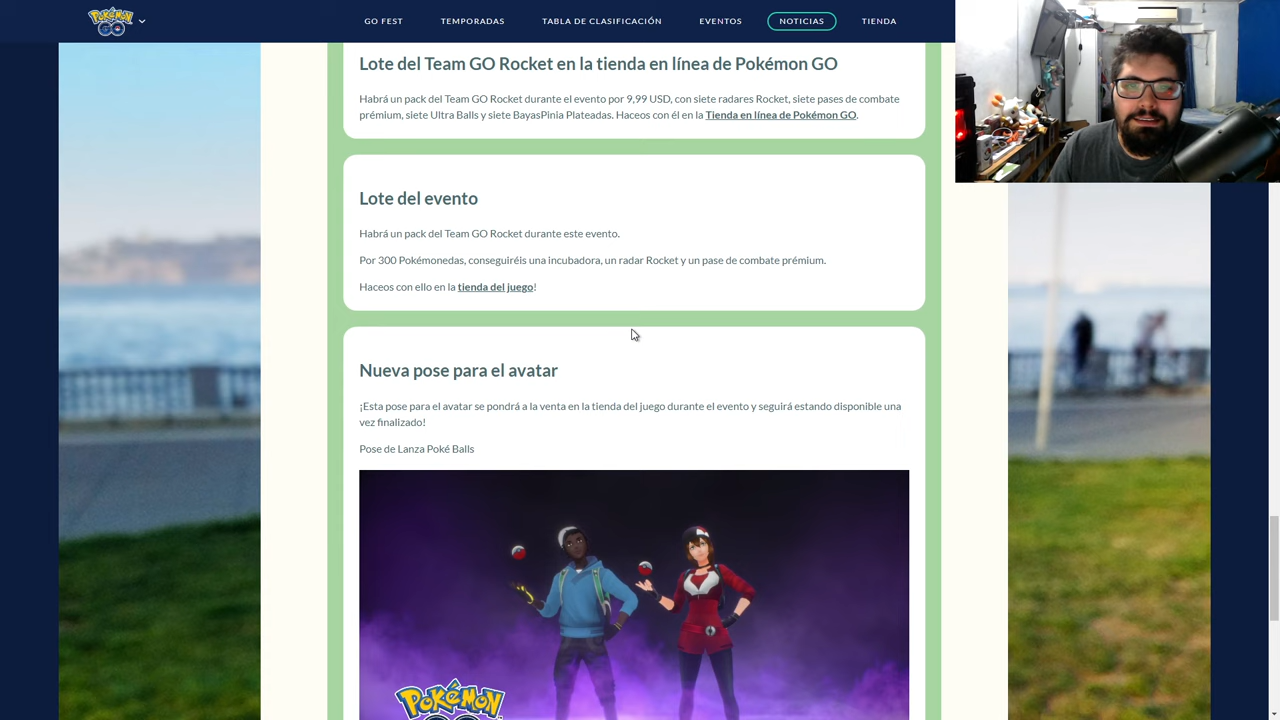 GO FEST TEMPORADAS TABLA DE CLASIFICACIÓN EVENTOS NOTICIAS TIENDA
Lote del Team GO Rocket en la tienda en línea de Pokémon GO
Habrá un pack del Team GO Rocket durante el evento por 9,99 USD, con siete radares Rocket, siete pases de combate
prémium, siete Ultra Balls y siete BayasPinia Plateadas. Haceos con él en la Tienda en línea de Pokémon GO.
Lote del evento
Habrá un pack del Team GO Rocket durante este evento.
Por 300 Pokémonedas, conseguiréis una incubadora, un radar Rocket y un pase de combate prémium.
Haceos con ello en la tienda del juego!
Nueva pose para el avatar
¡Esta pose para el avatar se pondrá a la venta en la tienda del juego durante el evento y seguirá estando disponible una
vez finalizado!
Pose de Lanza Poké Balls
POKéMON
GO